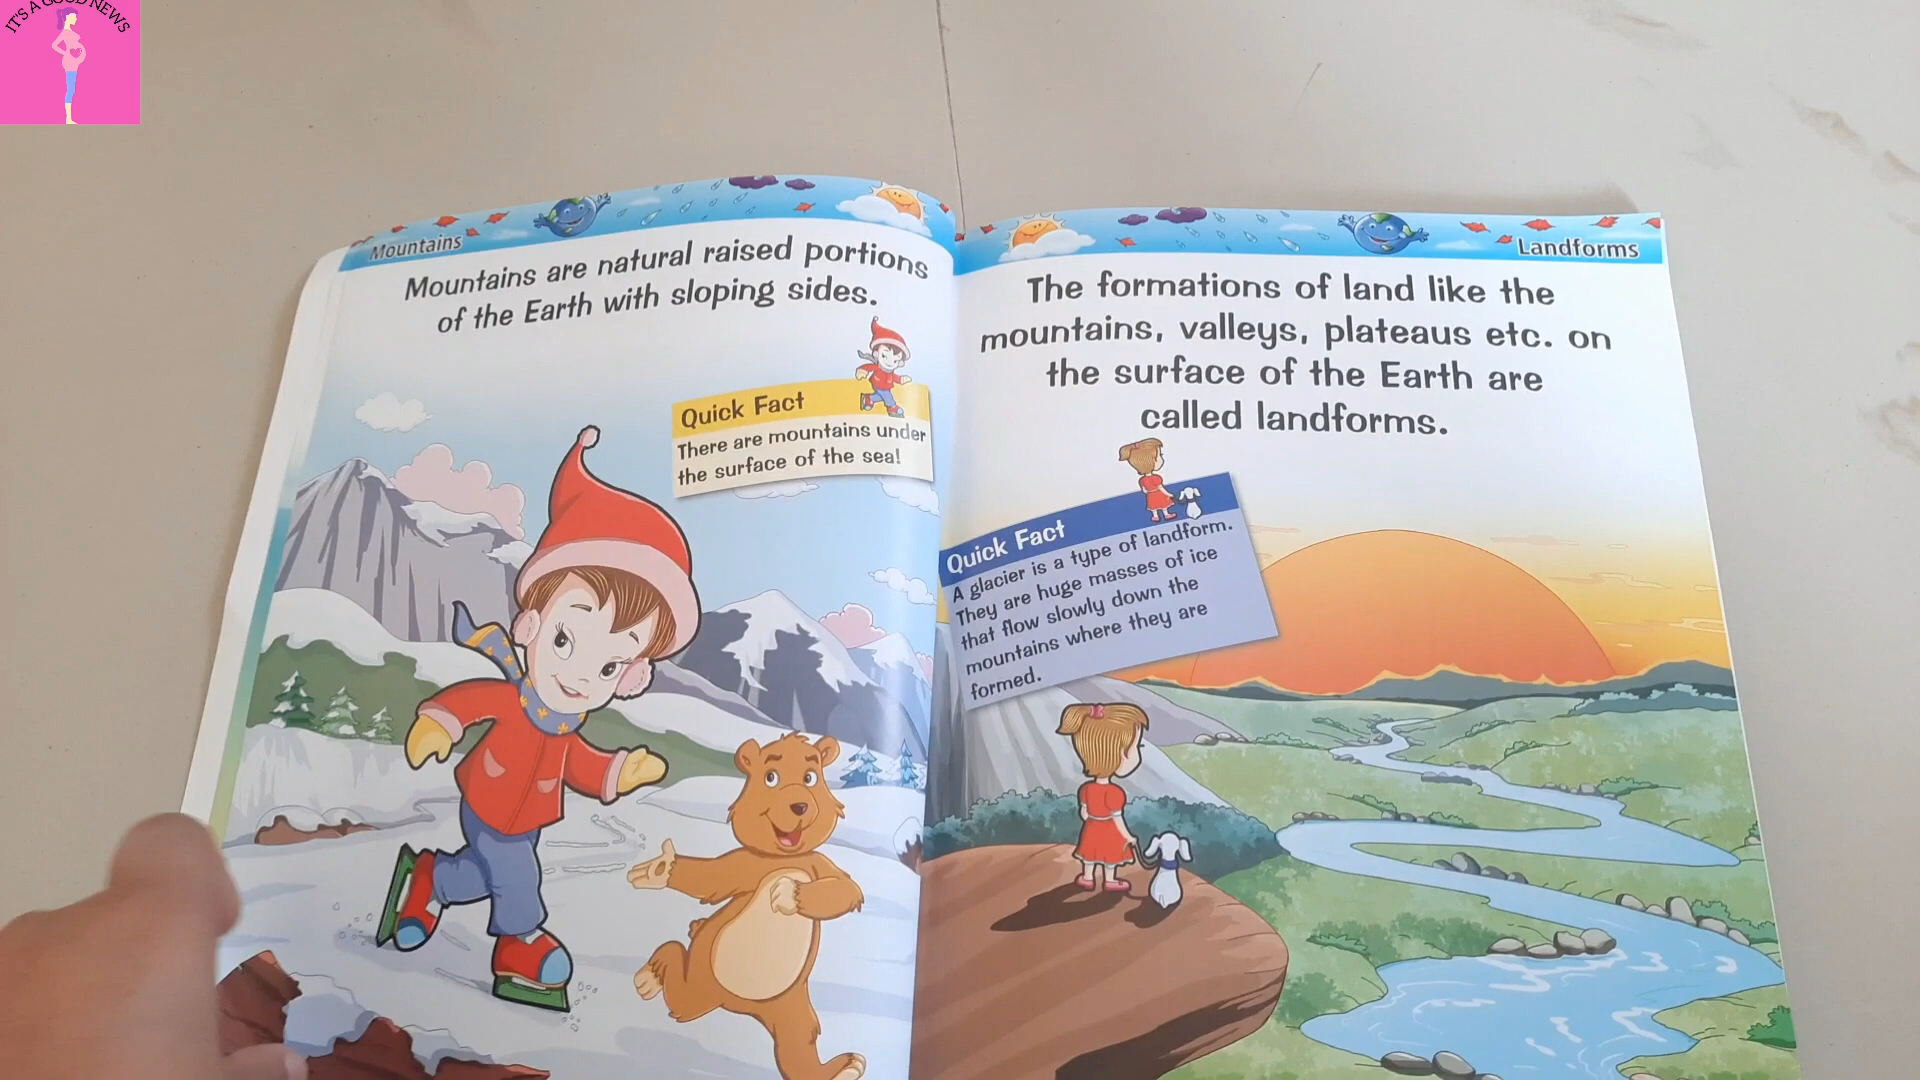 IT'S A GOOD NEWS
Mountains
Mountains are natural raised portions
of the Earth with sloping sides.
Quick Fact
There are mountains under
the surface of the sea!
Landforms
The formations of land like the
mountains, valleys, plateaus etc. on
the surface of the Earth are
called landforms.
Quick Fact
A glacier is a type of landform.
They are huge masses of ice
that flow slowly down the
mountains where they are
formed.